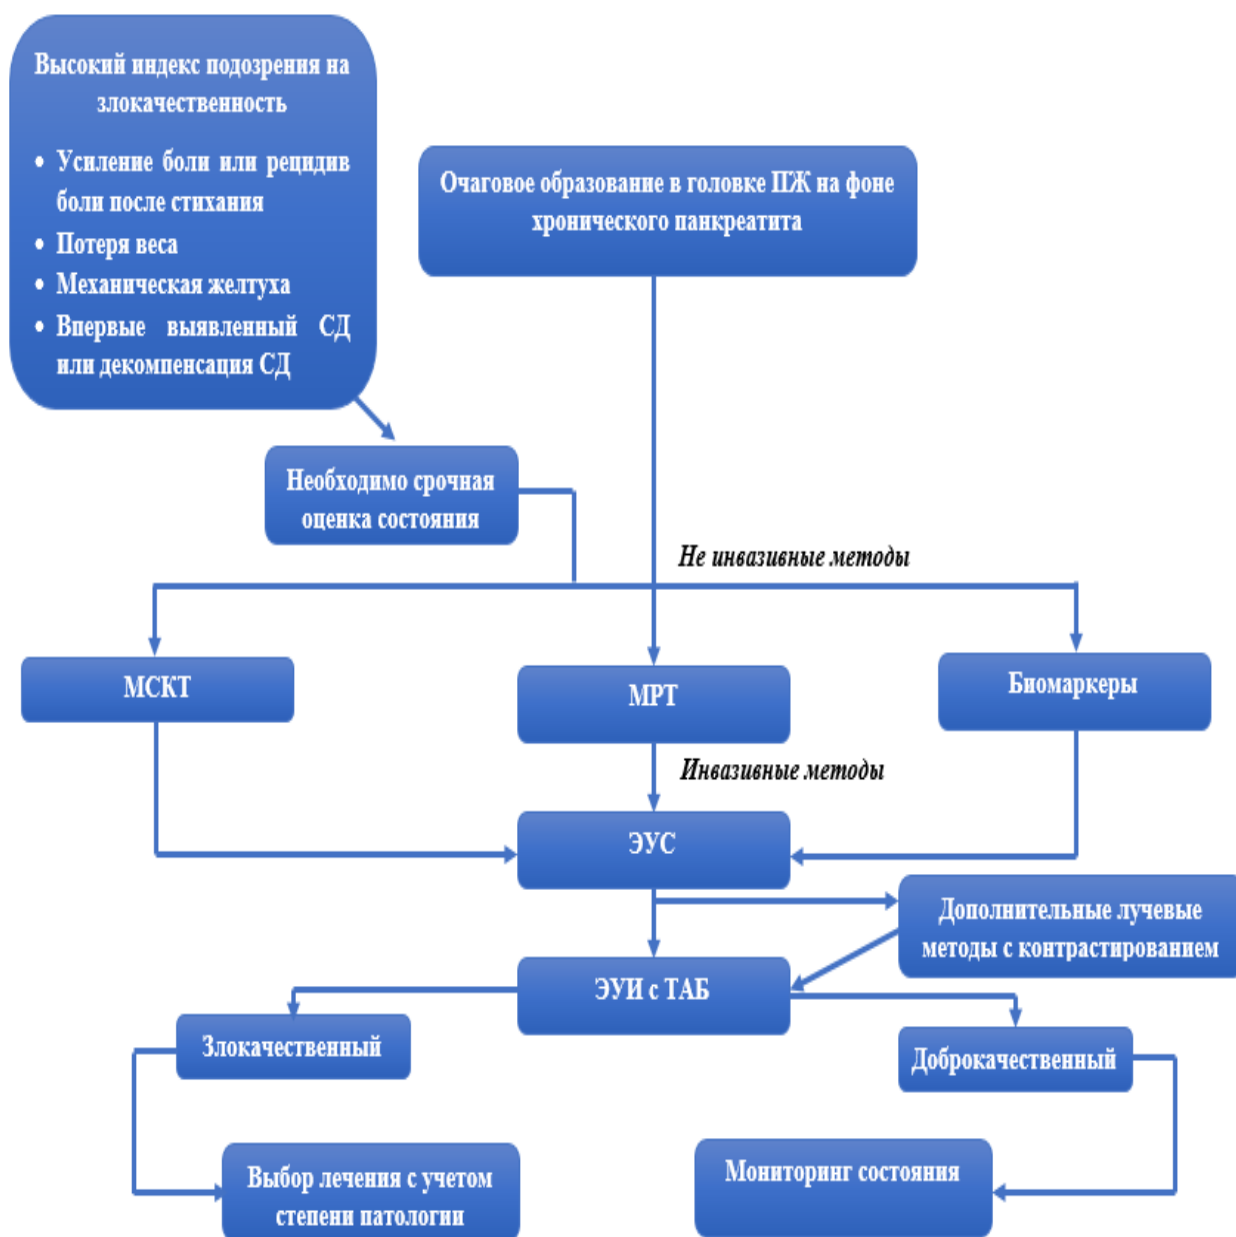 Высокий индекс подозрения на
злокачественность
• Усиление боли или рецидив
боли после стихания
• Потеря веса
• Механическая желтуха
• Впервые выявленный СД
или декомпенсация СД
Очаговое образование в головке ПЖ на фоне
хронического панкреатита
Необходимо срочная
оценка состояния
Не инвазивные методы
МСКТ
МРТ
Биомаркеры
Инвазивные методы
ЭУС
Дополнительные лучевые
методы с контрастированием
ЭУИ с ТАБ
Злокачественный
Доброкачественный
Выбор лечения с учетом
степени патологии
Мониторинг состояния